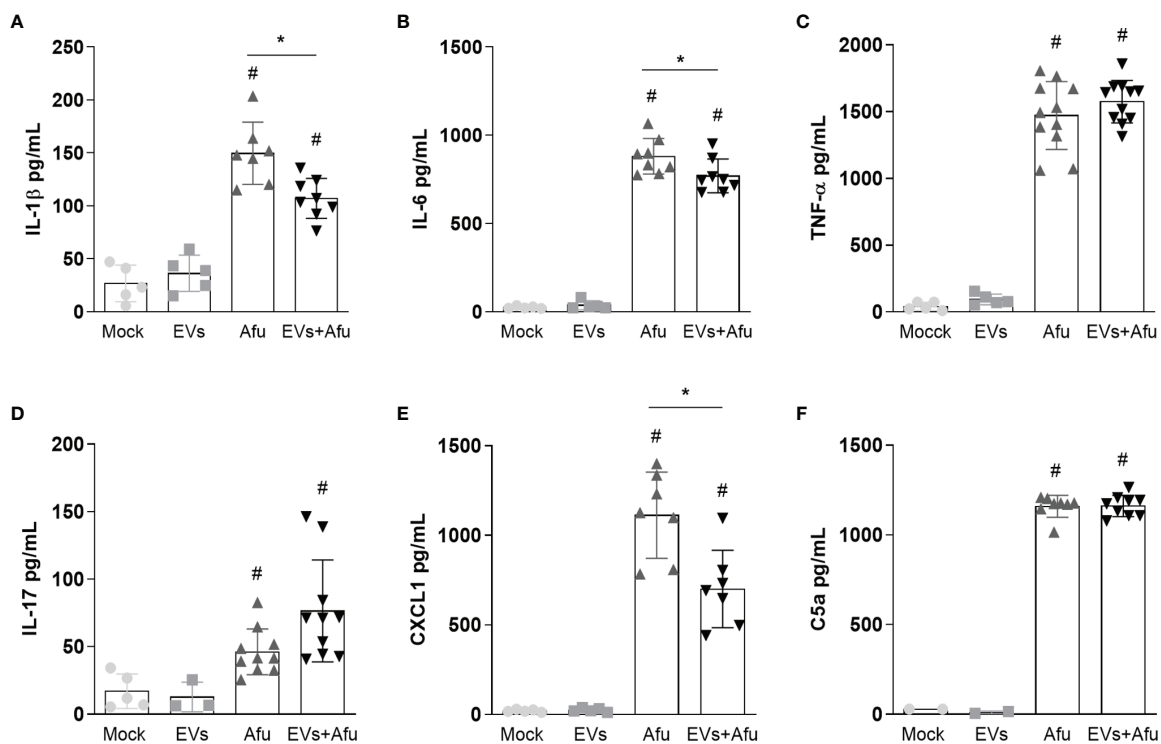 A
IL-1β pg/mL
250
200
150
100
50
0
*
#
#
Mock EVs Afu EVs+Afu
B
IL-6 pg/mL
1500
1000
500
0
*
#
#
Mock EVs Afu EVs+Afu
C
TNF-α pg/mL
2000
1500
1000
500
0
#
#
Mocck EVs Afu EVs+Afu
D
IL-17 pg/mL
200
150
100
50
0
#
#
Mock EVs Afu EVs+Afu
E
CXCL1 pg/mL
1500
1000
500
0
*
#
#
Mock EVs Afu EVs+Afu
F
C5a pg/mL
1500
1000
500
0
#
#
Mock EVs Afu EVs+Afu